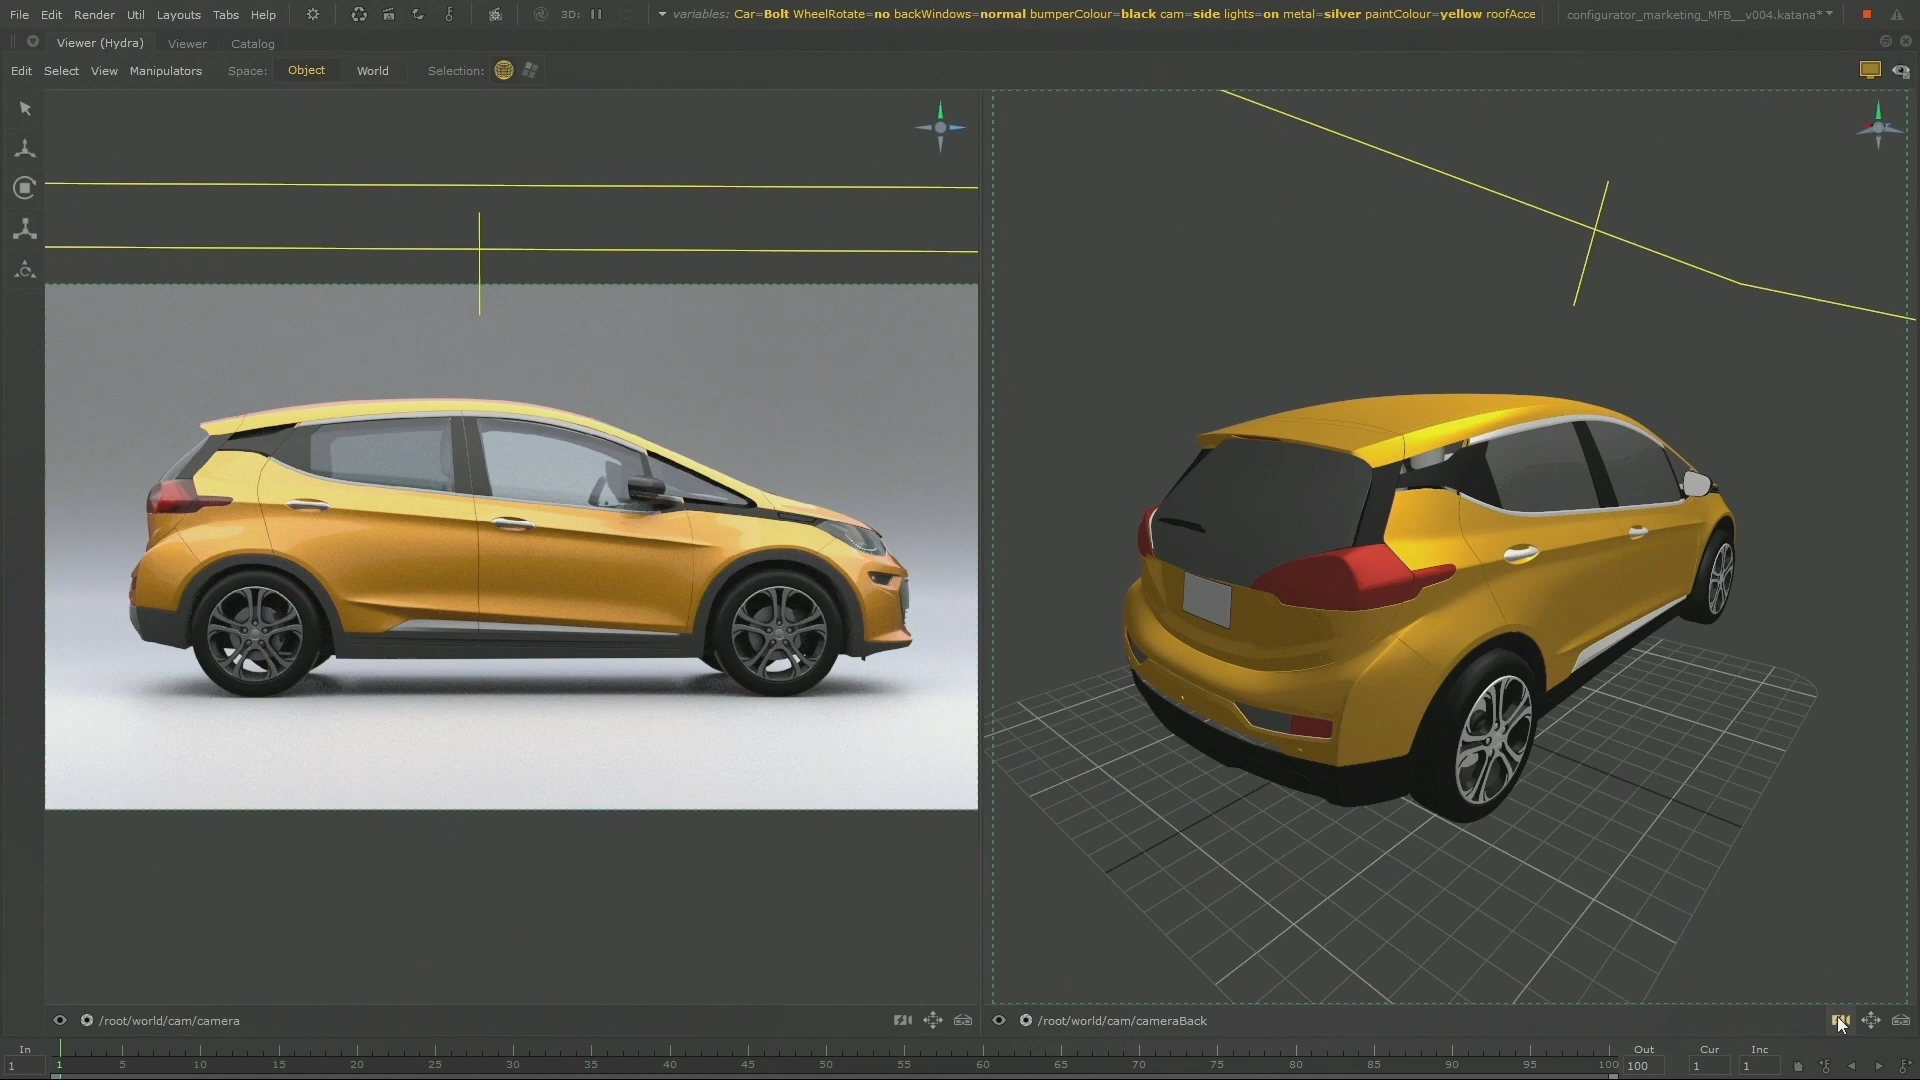 File Edit Render Util Layouts Tabs Help 3D: variables: Car=Bolt WheelRotate=no backWindows=normal bumperColour=black cam=side lights=on metal=silver paintColour=yellow roofAcce configurator_marketing_MFB__v004.katana*
Viewer (Hydra) Viewer Catalog
Edit Select View Manipulators Space: Object World Selection:
/root/world/cam/camera /root/world/cam/cameraBack
In Out Cur Inc
1 1 5 10 15 20 25 30 35 40 45 50 55 60 65 70 75 80 85 90 95 100 100 1 1